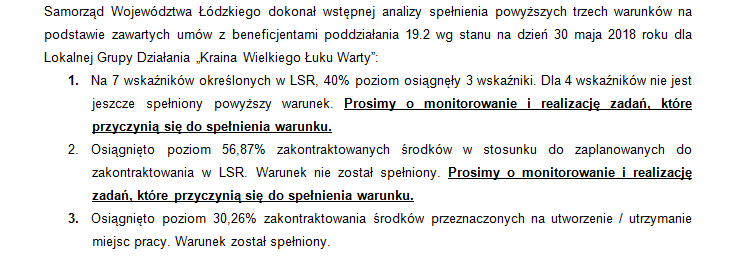 Samorząd Województwa Łódzkiego dokonał wstępnej analizy spełnienia powyższych trzech warunków na
podstawie zawartych umów z beneficjentami poddziałania 19.2 wg stanu na dzień 30 maja 2018 roku dla
Lokalnej Grupy Działania „Kraina Wielkiego Łuku Warty”:
1. Na 7 wskaźników określonych w LSR, 40% poziom osiągnęły 3 wskaźniki. Dla 4 wskaźników nie jest
jeszcze spełniony powyższy warunek. Prosimy o monitorowanie i realizację zadań, które
przyczynią się do spełnienia warunku.
2. Osiągnięto poziom 56,87% zakontraktowanych środków w stosunku do zaplanowanych do
zakontraktowania w LSR. Warunek nie został spełniony. Prosimy o monitorowanie i realizację
zadań, które przyczynią się do spełnienia warunku.
3. Osiągnięto poziom 30,26% zakontraktowania środków przeznaczonych na utworzenie / utrzymanie
miejsc pracy. Warunek został spełniony.